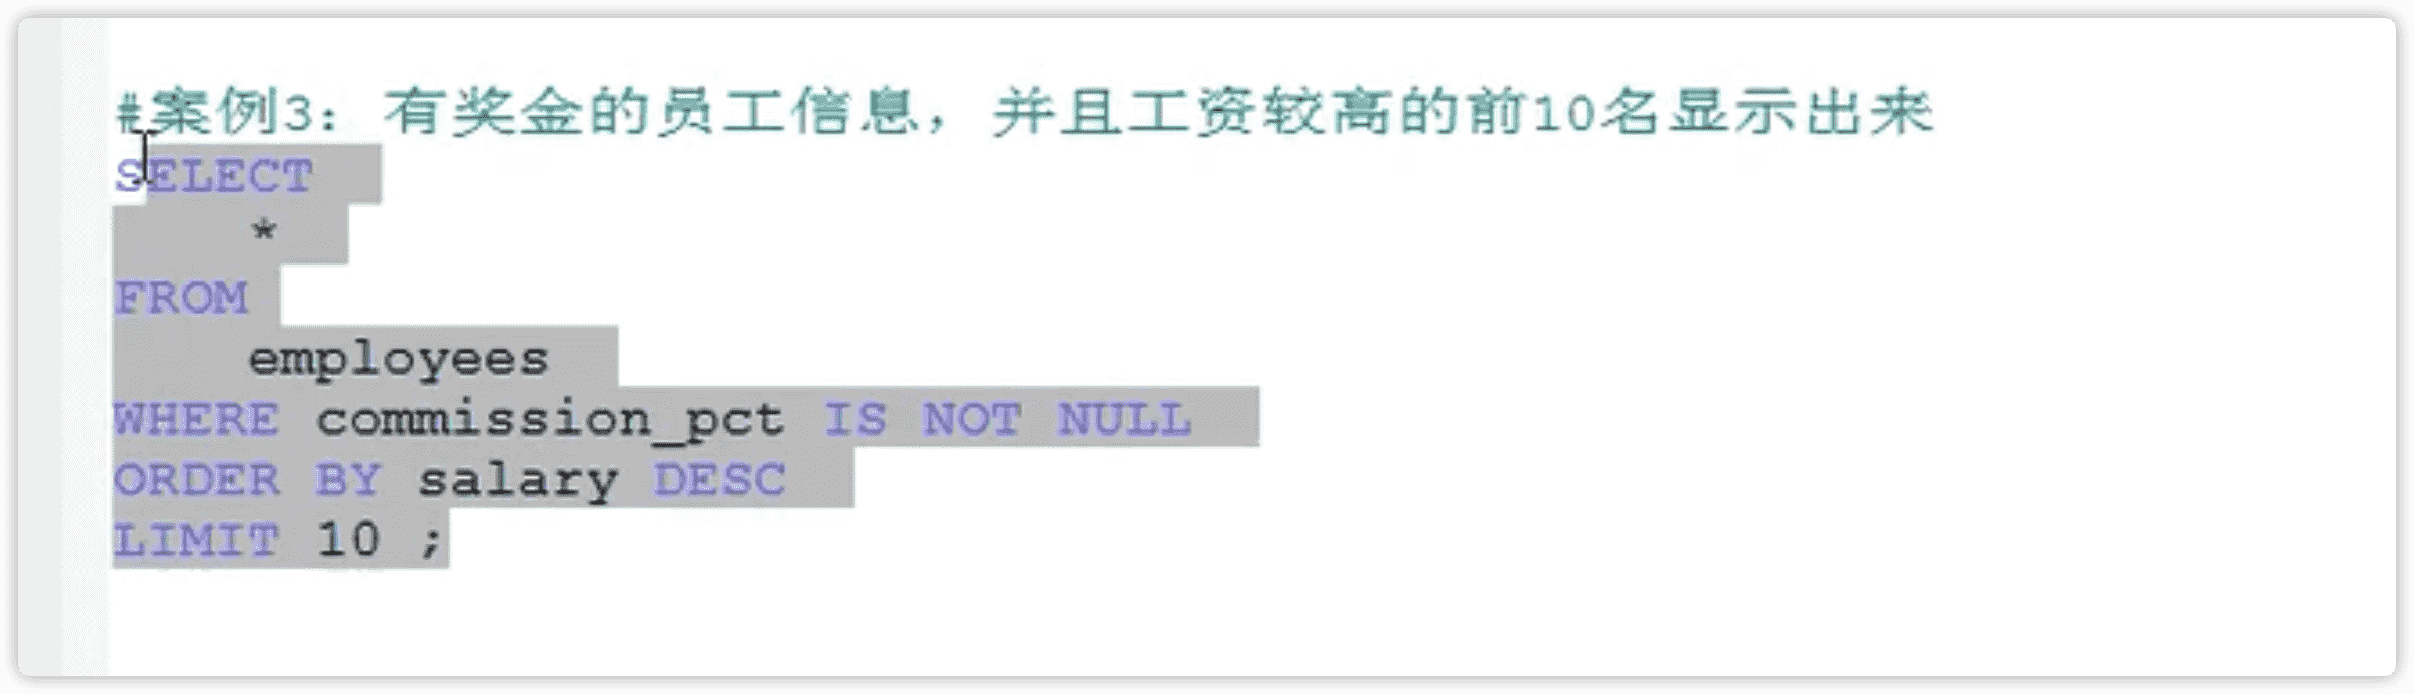 #案例3：有奖金的员工信息，并且工资较高的前10名显示出来
SELECT
*
FROM
employees
WHERE commission_pct IS NOT NULL
ORDER BY salary DESC
LIMIT 10 ;